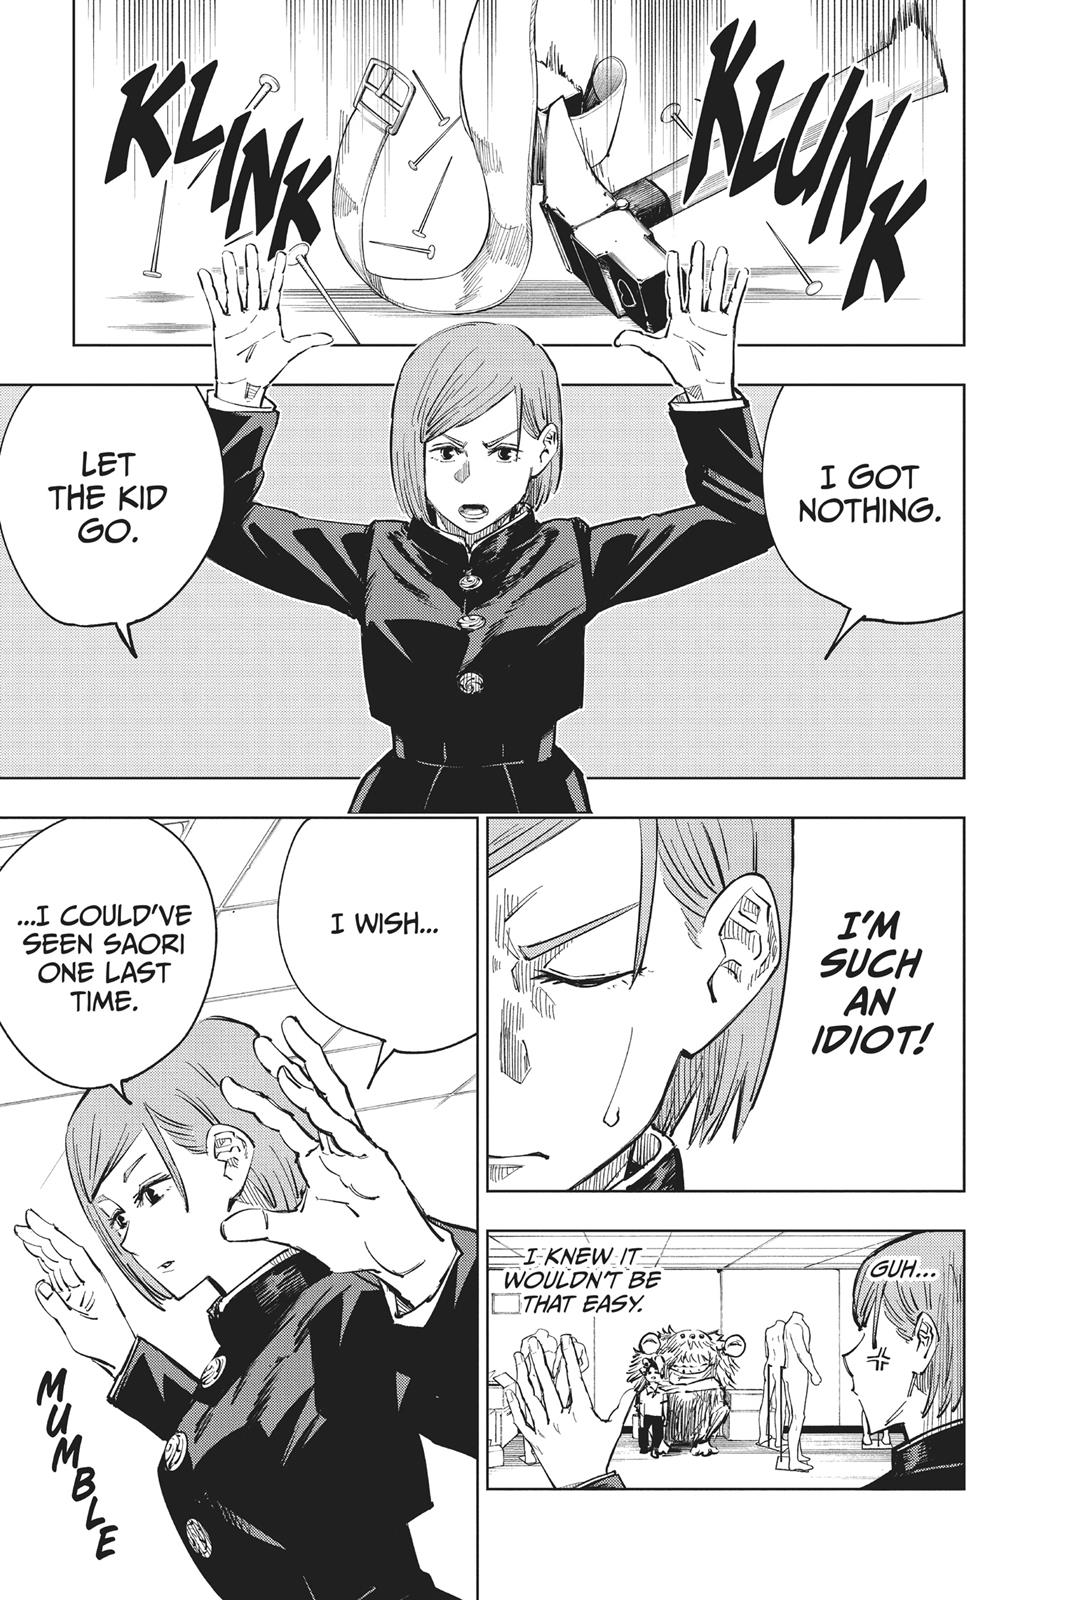 KLUNK
KLINK
I GOT
NOTHING.
LET
THE KID
GO.
I'M
SUCH
AN
IDIOT!
GUH...
I KNEW IT
WOULDN'T BE
THAT EASY.
I WISH...
...I COULD'VE
SEEN SAORI
ONE LAST
TIME.
MUMBLE